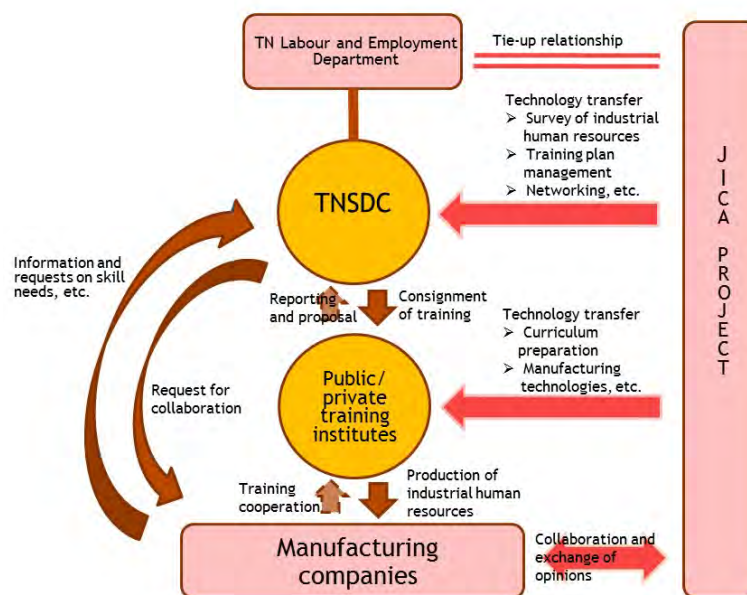 TN Labour and Employment
Department
Tie-up relationship
Technology transfer
➢ Survey of industrial
human resources
➢ Training plan
management
➢ Networking, etc.
JICA PROJECT
TNSDC
Information and
requests on skill
needs, etc.
Reporting
and proposal
Consignment
of training
Technology transfer
➢ Curriculum
preparation
➢ Manufacturing
technologies, etc.
Public/
private
training
institutes
Request for
collaboration
Training
cooperation
Production of
industrial human
resources
Manufacturing
companies
Collaboration and
exchange of
opinions